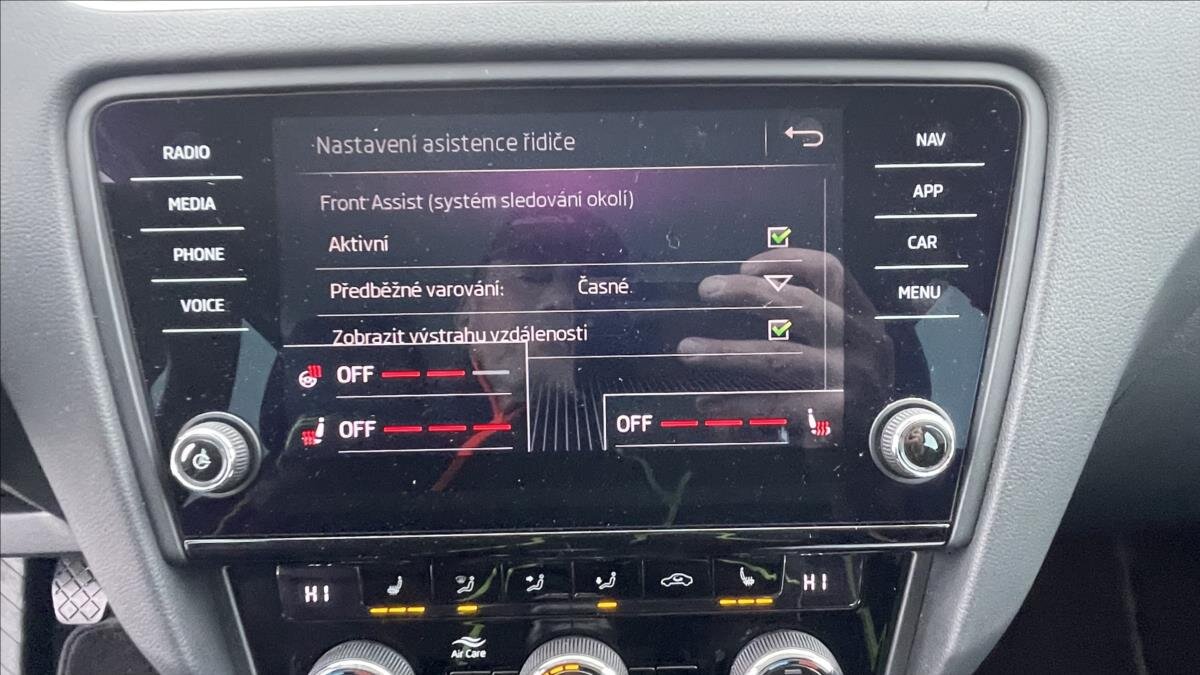 RADIO
MEDIA
PHONE
VOICE
Nastavení asistence řidiče
Front Assist (systém sledování okolí)
Aktivní
Předběžné varování: Časné
Zobrazit výstrahu vzdálenosti
OFF
OFF
OFF
NAV
APP
CAR
MENU
HI
HI
Air Care